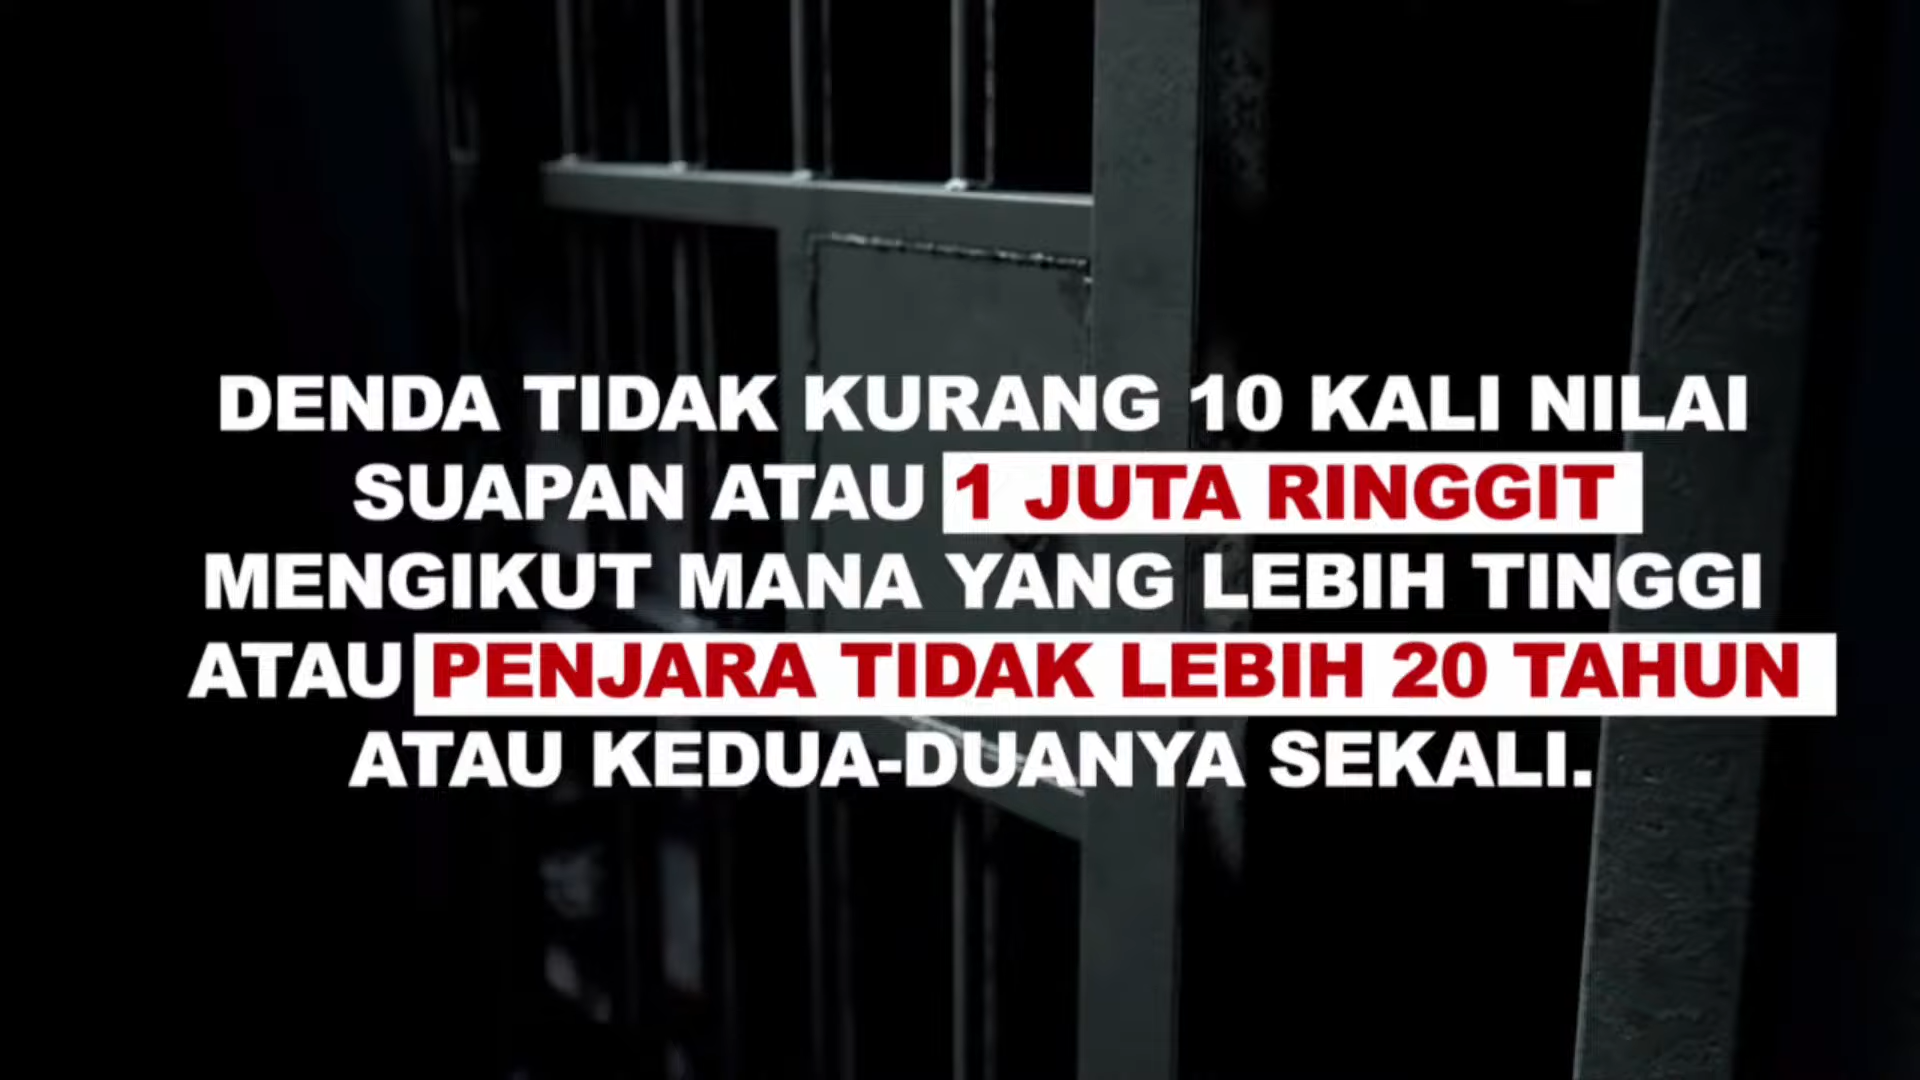 DENDA TIDAK KURANG 10 KALI NILAI
SUAPAN ATAU 1 JUTA RINGGIT
MENGIKUT MANA YANG LEBIH TINGGI
ATAU PENJARA TIDAK LEBIH 20 TAHUN
ATAU KEDUA-DUANYA SEKALI.